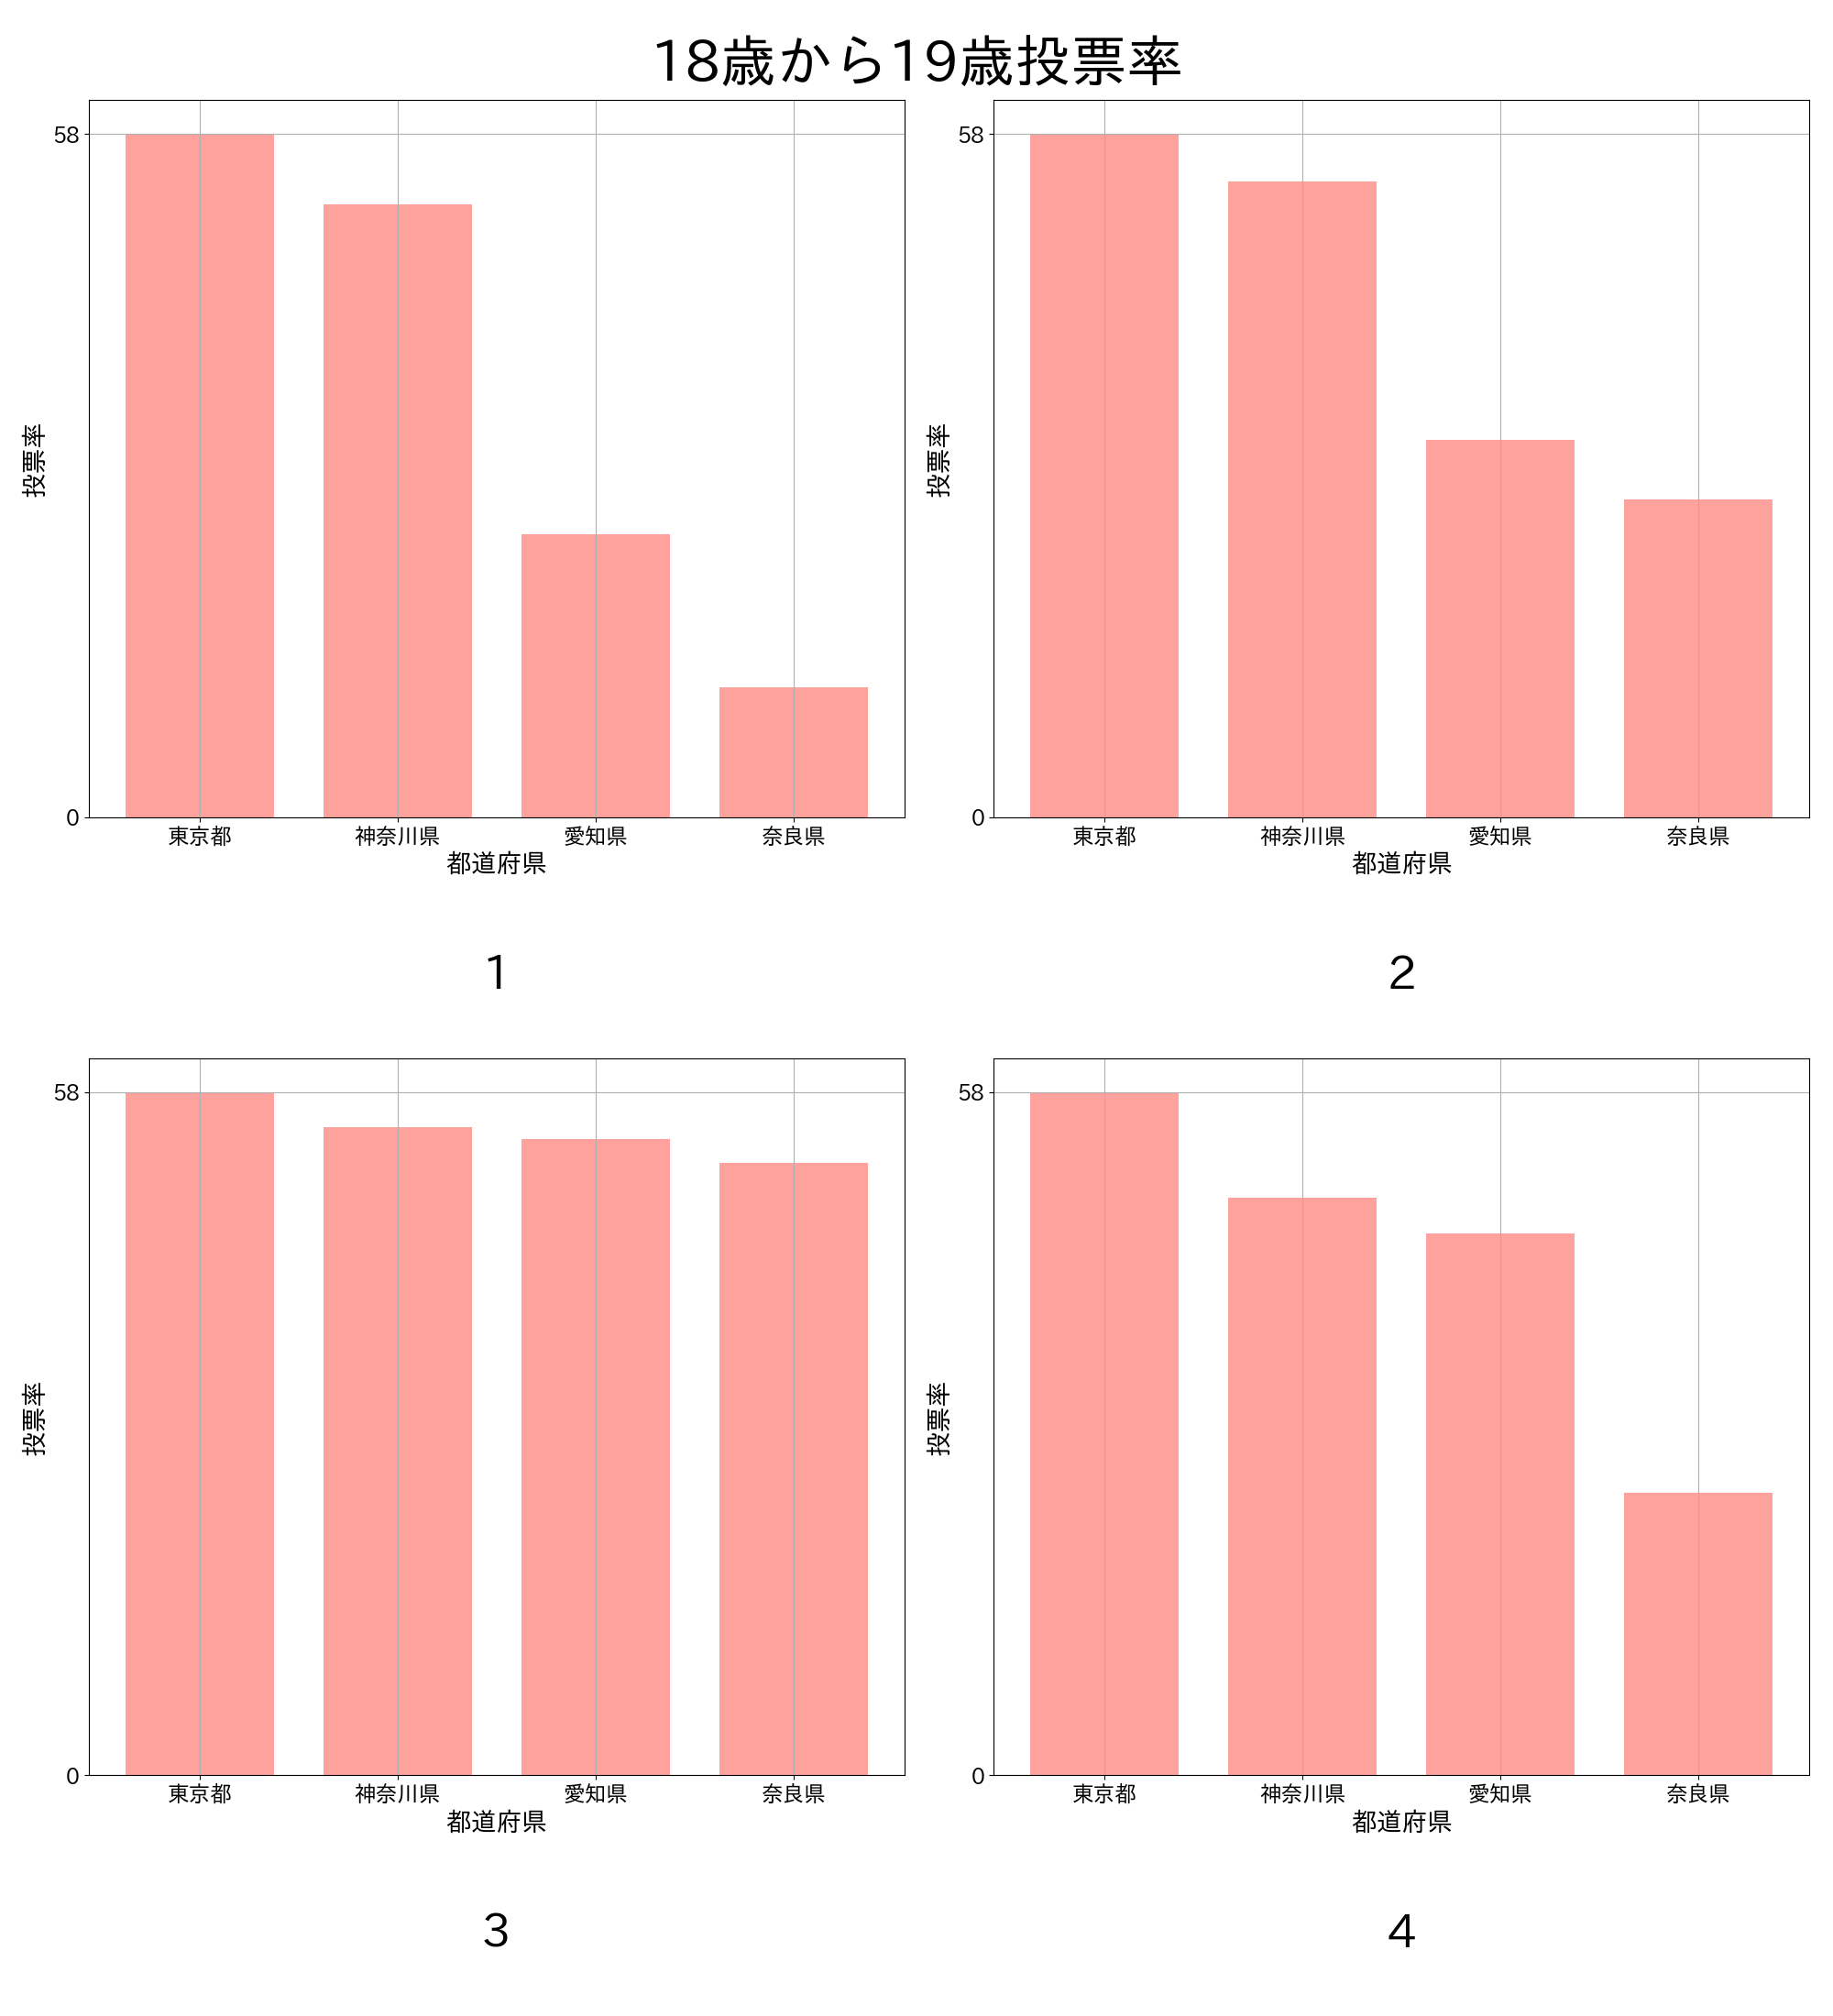 18歳から19歳投票率
58
0
投票率
東京都 神奈川県 愛知県 奈良県
都道府県
1
58
0
投票率
東京都 神奈川県 愛知県 奈良県
都道府県
2
58
0
投票率
東京都 神奈川県 愛知県 奈良県
都道府県
3
58
0
投票率
東京都 神奈川県 愛知県 奈良県
都道府県
4